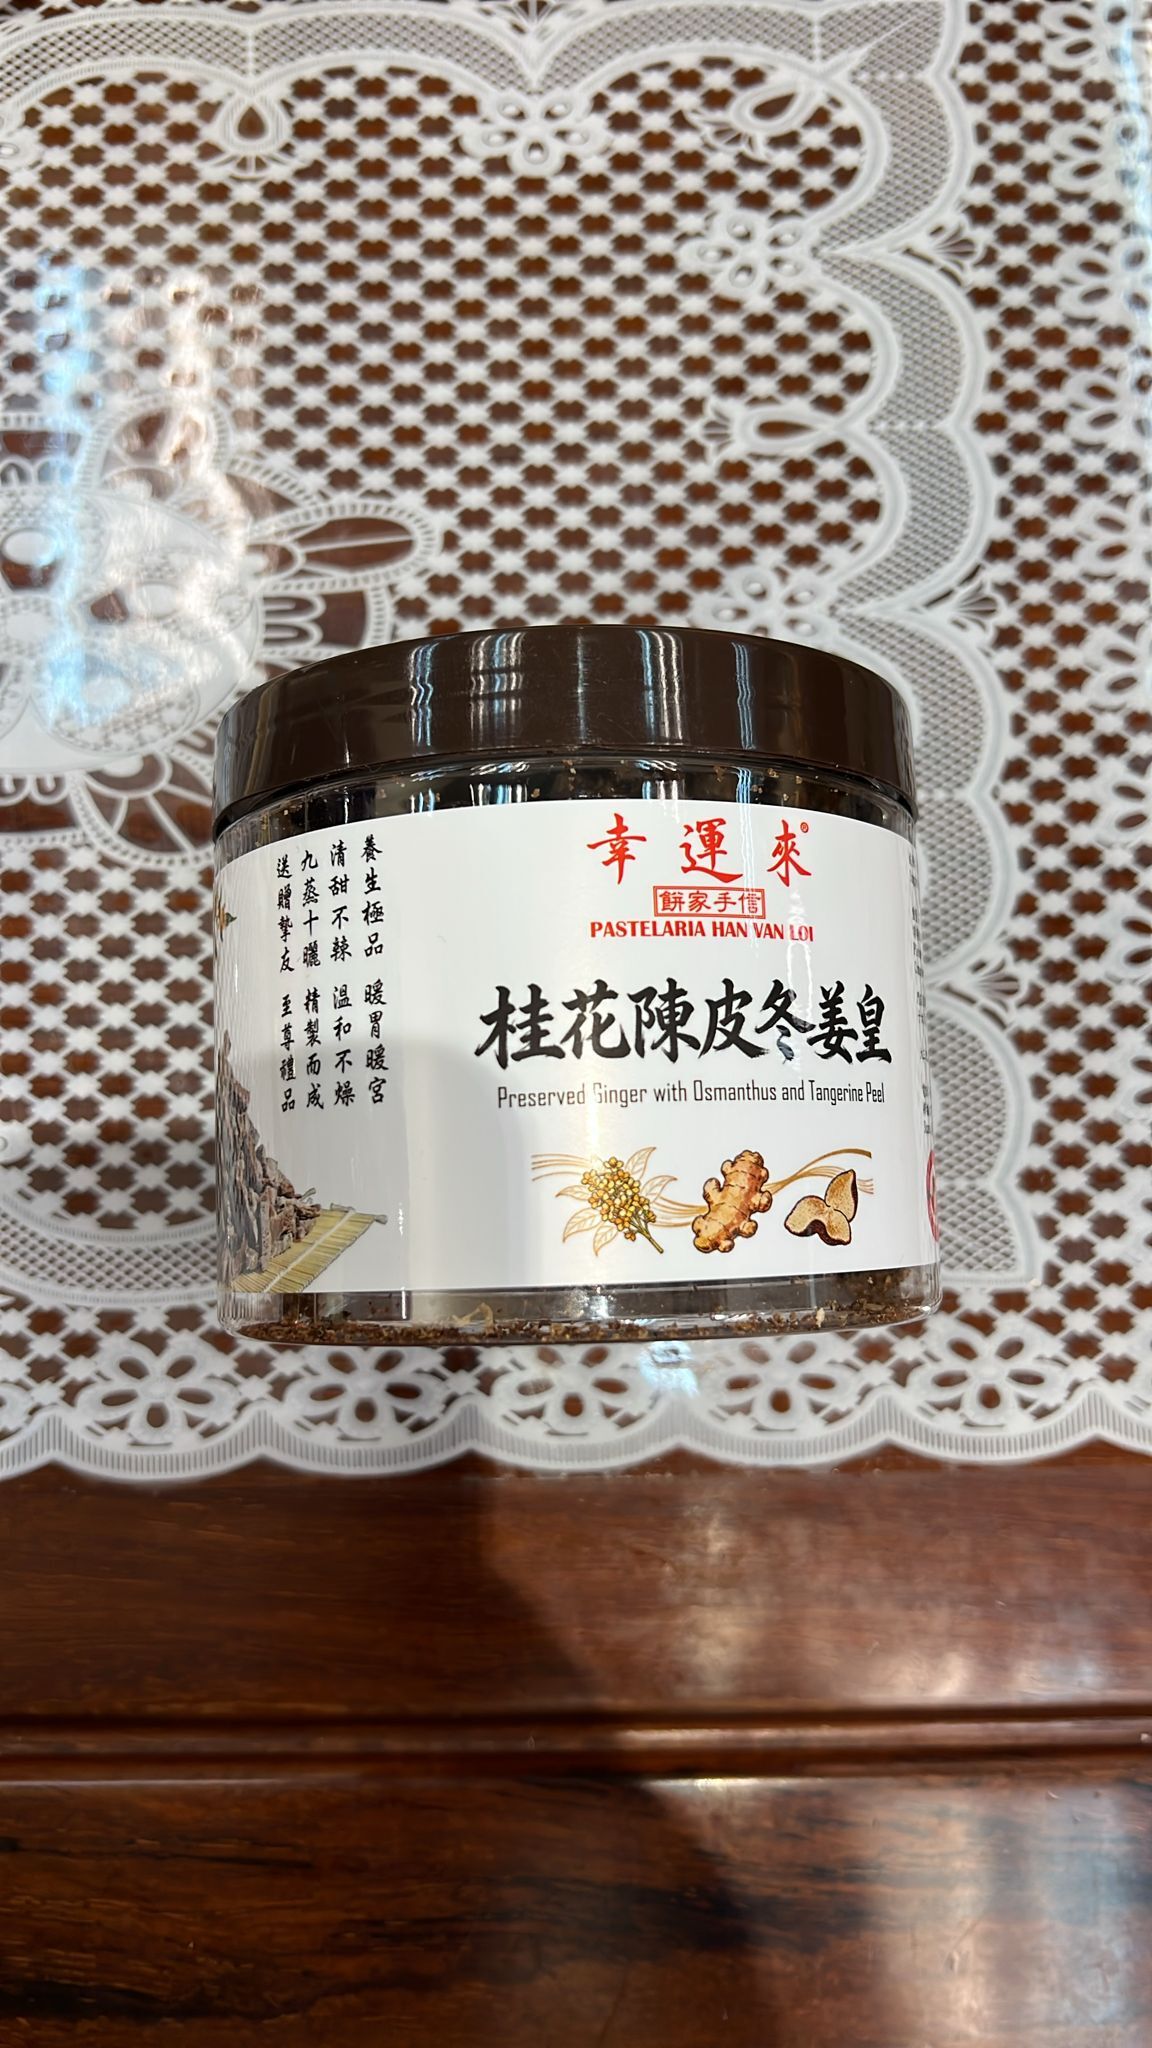 養生極品 暖胃暖宮
清甜不辣 溫和不燥
九蒸十曬 精製而成
送贈摯友 至尊禮品
幸運來®
餅家手信
PASTELARIA HAN VAN LOI
桂花陳皮冬姜皇
Preserved Ginger with Osmanthus and Tangerine Peel